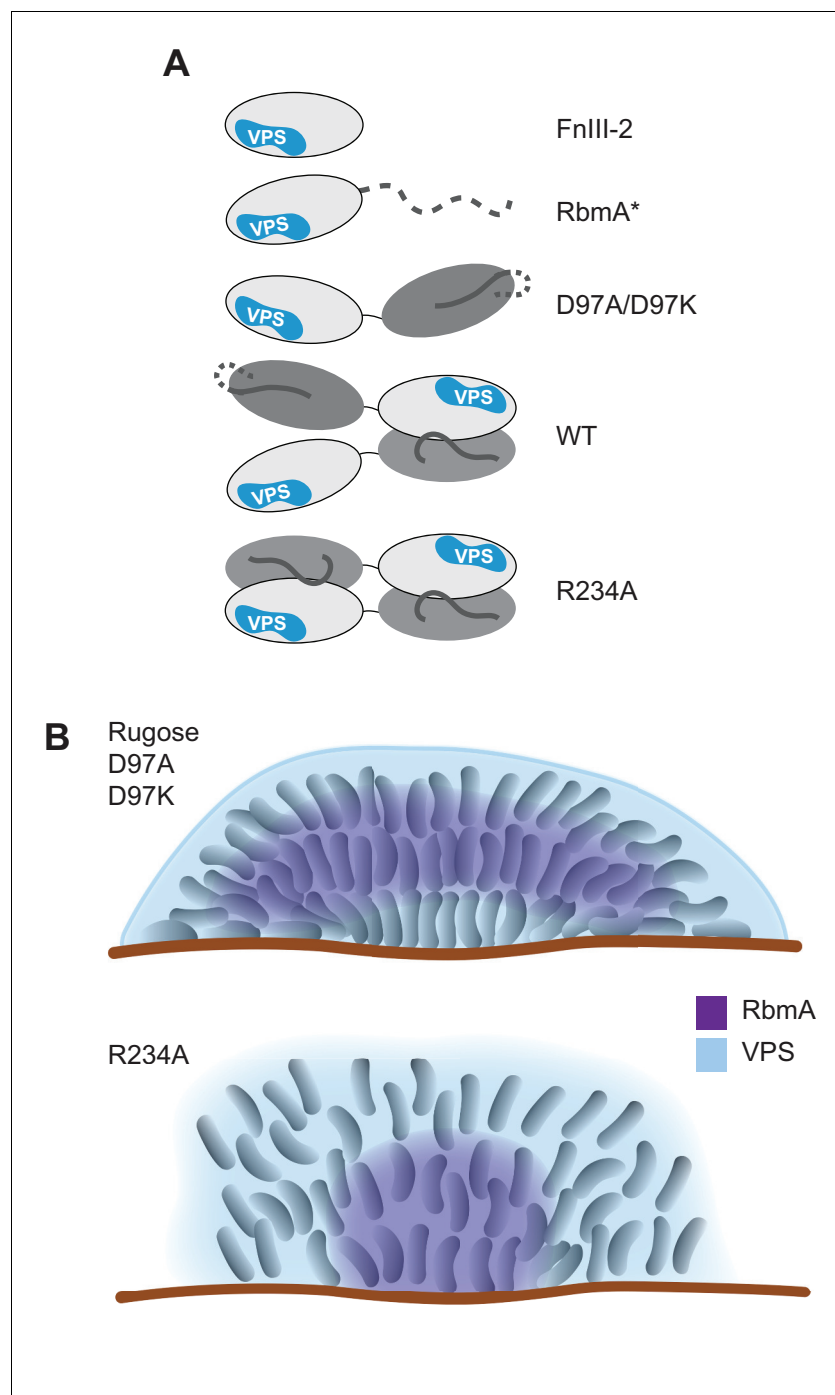 A
VPS
FnIII-2
VPS
RbmA*
VPS
D97A/D97K
VPS
WT
VPS
VPS
R234A
VPS
B
Rugose
D97A
D97K
RbmA
VPS
R234A